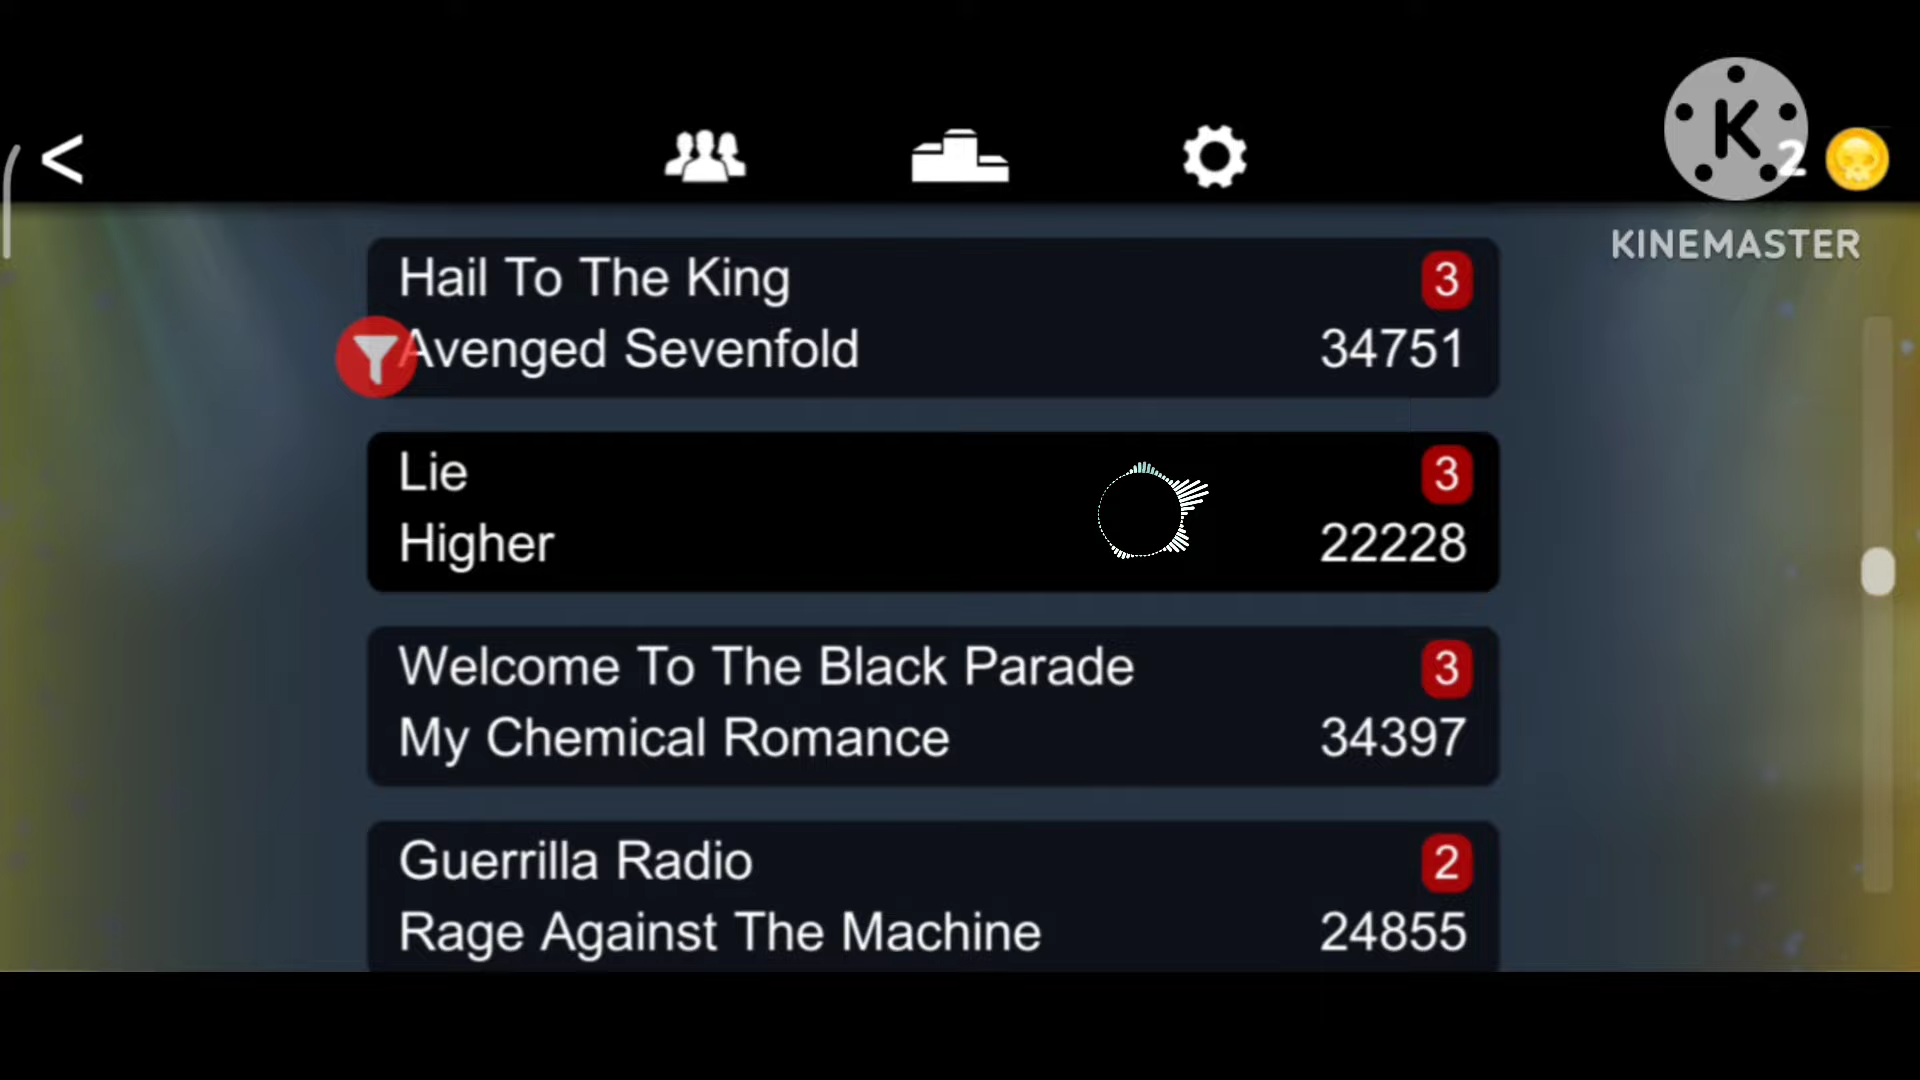 <
K
2
KINEMASTER
Hail To The King
3
Avenged Sevenfold
34751
Lie
3
Higher
22228
Welcome To The Black Parade
3
My Chemical Romance
34397
Guerrilla Radio
2
Rage Against The Machine
24855